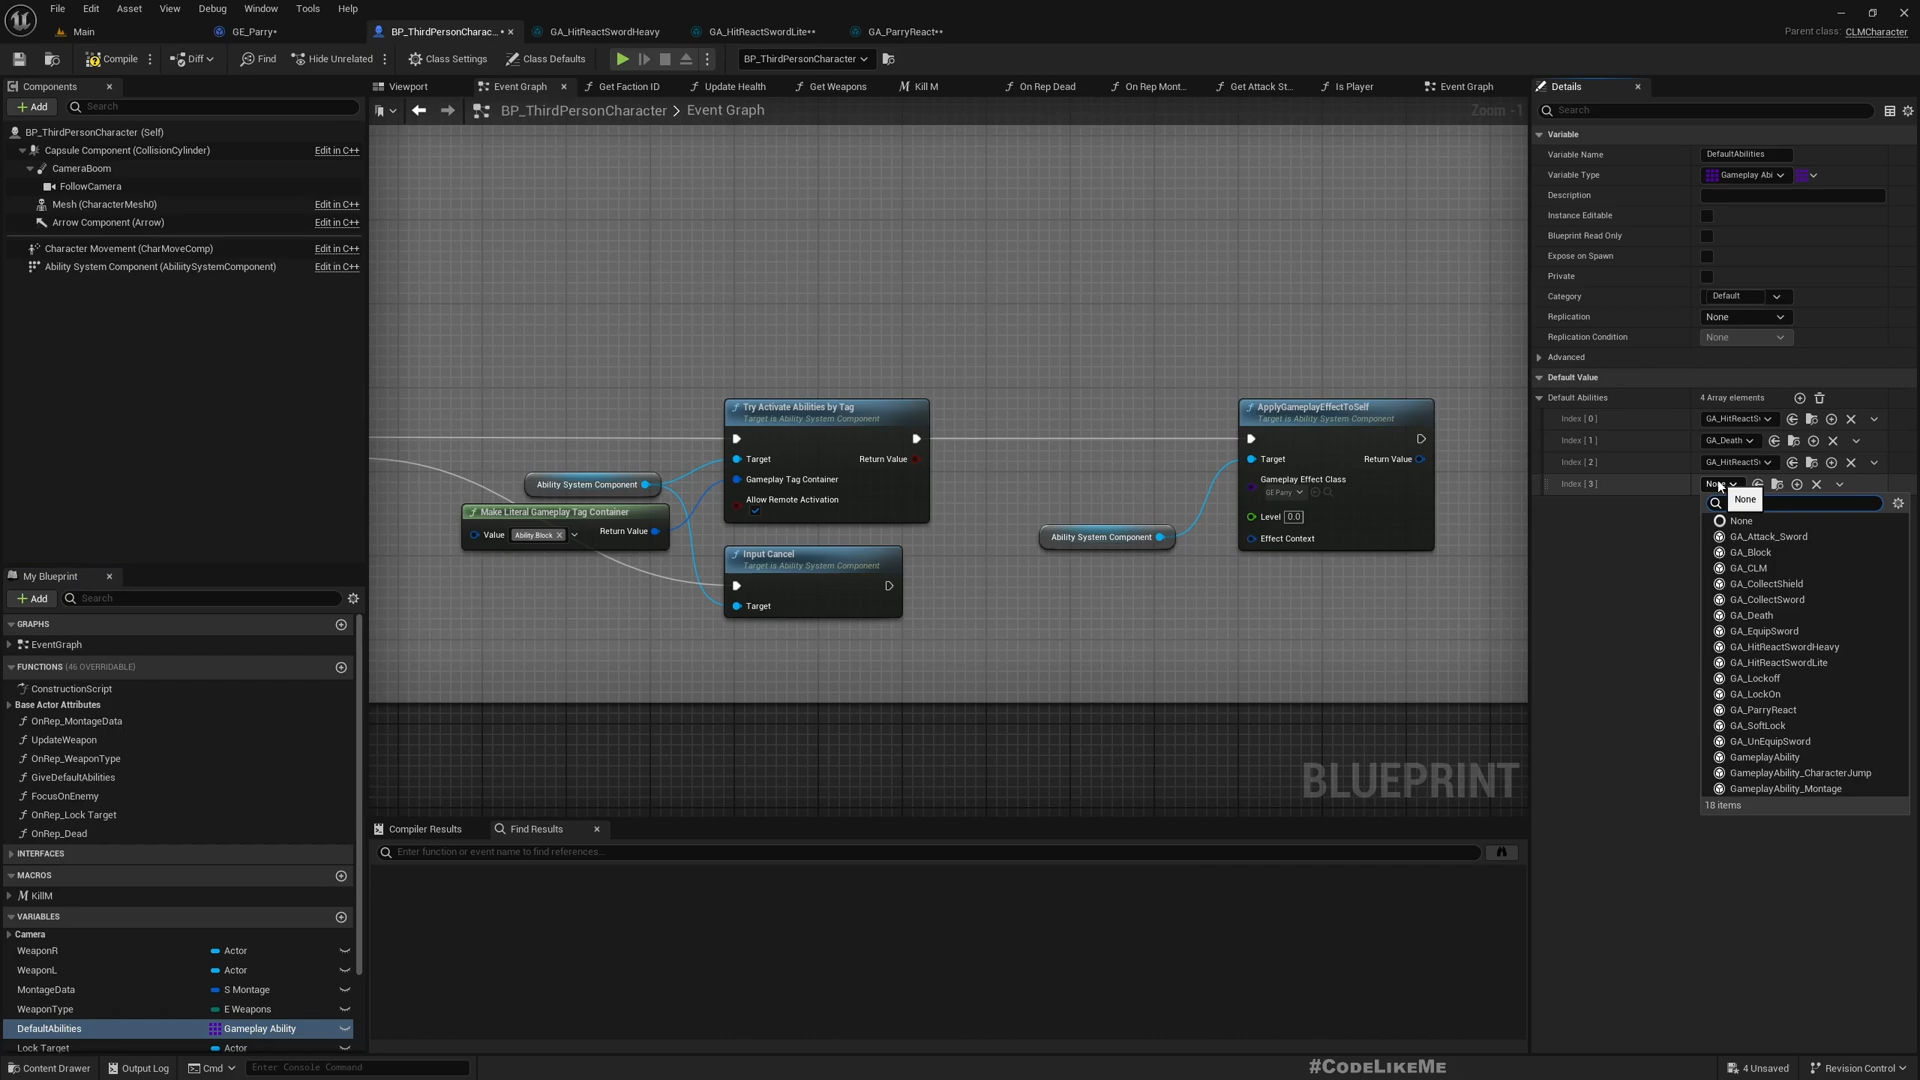 File Edit Asset View Debug Window Tools Help
Main
GE_Parry*
BP_ThirdPersonCharac...*
GA_HitReactSwordHeavy
GA_HitReactSwordLite**
GA_ParryReact**
Parent class: CLMCharacter
Compile
Diff
Find
Hide Unrelated
Class Settings
Class Defaults
BP_ThirdPersonCharacter
Components
Add
Search
BP_ThirdPersonCharacter (Self)
Capsule Component (CollisionCylinder) Edit in C++
CameraBoom
FollowCamera
Mesh (CharacterMesh0) Edit in C++
Arrow Component (Arrow) Edit in C++
Character Movement (CharMoveComp) Edit in C++
Ability System Component (AbiliitySystemComponent) Edit in C++
My Blueprint
Add
Search
GRAPHS
EventGraph
FUNCTIONS (46 OVERRIDABLE)
ConstructionScript
Base Actor Attributes
OnRep_MontageData
UpdateWeapon
OnRep_WeaponType
GiveDefaultAbilities
FocusOnEnemy
OnRep_Lock Target
OnRep_Dead
INTERFACES
MACROS
KillM
VARIABLES
Camera
WeaponR Actor
WeaponL Actor
MontageData S Montage
WeaponType E Weapons
DefaultAbilities Gameplay Ability
Lock Target Actor
Viewport
Event Graph
Get Faction ID
Update Health
Get Weapons
Kill M
On Rep Dead
On Rep Mont...
Get Attack St...
Is Player
Event Graph
BP_ThirdPersonCharacter > Event Graph
Zoom -1
Try Activate Abilities by Tag
Target is Ability System Component
Target
Return Value
Gameplay Tag Container
Allow Remote Activation
Ability System Component
Make Literal Gameplay Tag Container
Value Ability.Block
Return Value
Input Cancel
Target is Ability System Component
Target
ApplyGameplayEffectToSelf
Target is Ability System Component
Target
Return Value
Gameplay Effect Class
GE Parry
Level 0.0
Effect Context
Ability System Component
BLUEPRINT
Compiler Results
Find Results
Enter function or event name to find references...
Details
Search
Variable
Variable Name DefaultAbilities
Variable Type Gameplay Abi
Description
Instance Editable
Blueprint Read Only
Expose on Spawn
Private
Category Default
Replication None
Replication Condition None
Advanced
Default Value
Default Abilities 4 Array elements
Index [ 0 ] GA_HitReactS
Index [ 1 ] GA_Death
Index [ 2 ] GA_HitReactS
Index [ 3 ]
None
None
GA_Attack_Sword
GA_Block
GA_CLM
GA_CollectShield
GA_CollectSword
GA_Death
GA_EquipSword
GA_HitReactSwordHeavy
GA_HitReactSwordLite
GA_Lockoff
GA_LockOn
GA_ParryReact
GA_SoftLock
GA_UnEquipSword
GameplayAbility
GameplayAbility_CharacterJump
GameplayAbility_Montage
18 items
Content Drawer
Output Log
Cmd
Enter Console Command
#CODELIKEME
4 Unsaved
Revision Control